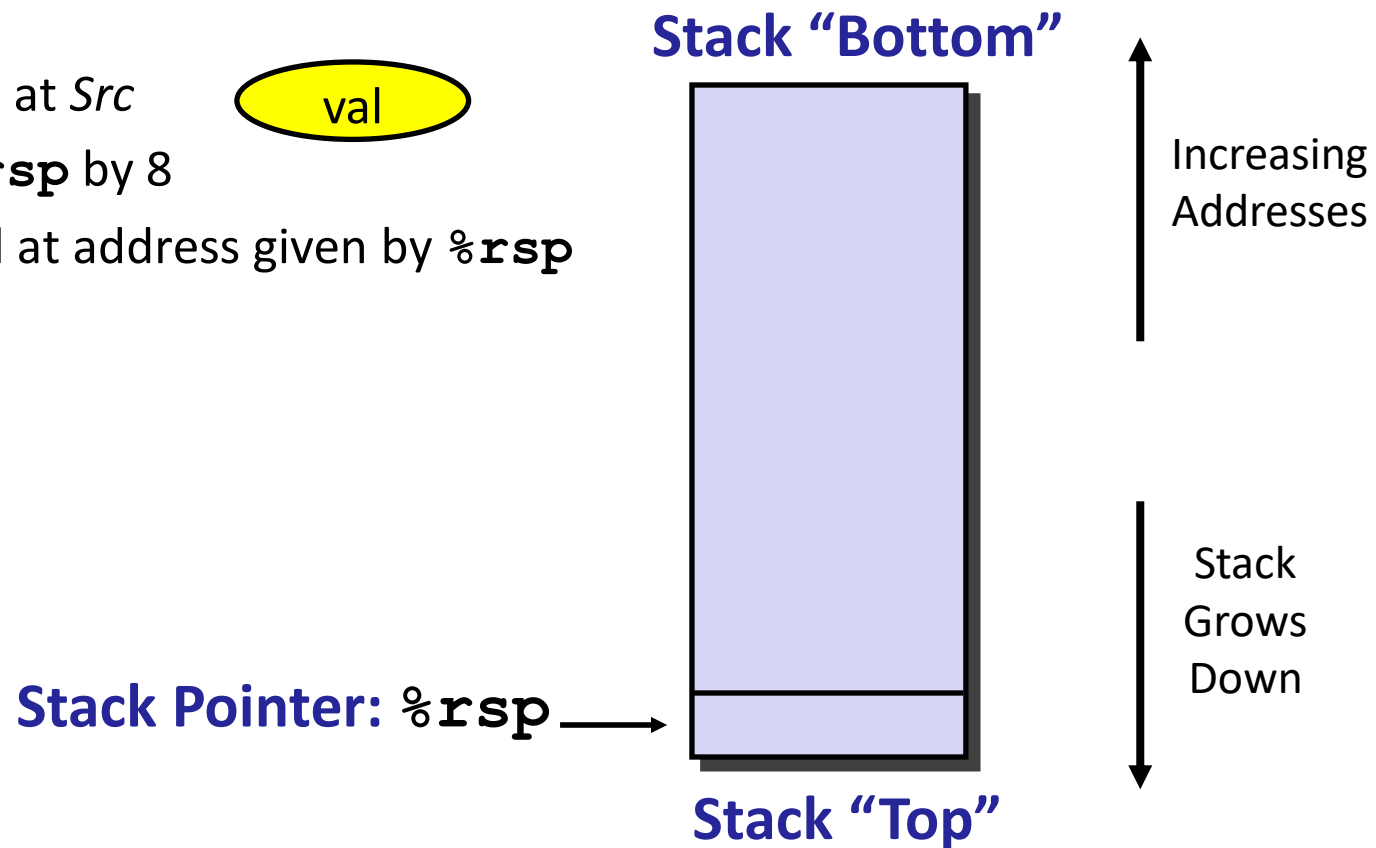 Stack “Bottom”
at Src
val
rsp by 8
at address given by %rsp
Increasing
Addresses
Stack
Grows
Down
Stack Pointer: %rsp
Stack “Top”